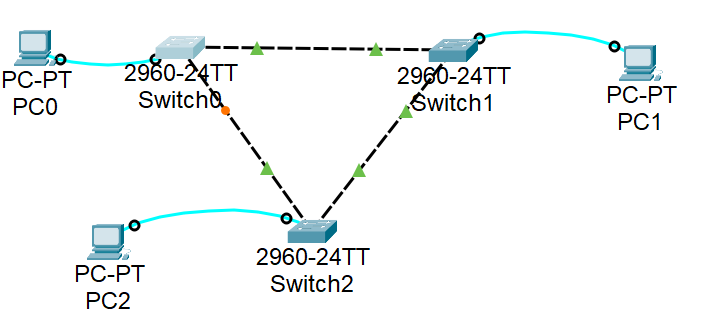 PC-PT
PC0
2960-24TT
Switch0
2960-24TT
Switch1
PC-PT
PC1
PC-PT
PC2
2960-24TT
Switch2